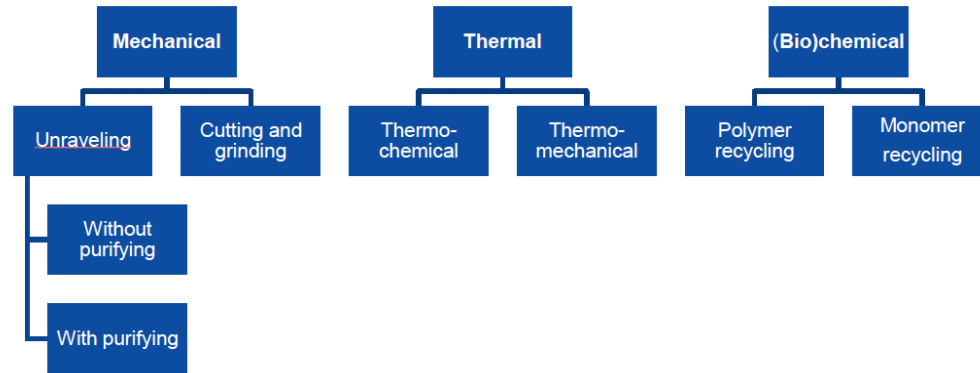 Mechanical
Thermal
(Bio)chemical
Unraveling
Cutting and
grinding
Thermo-
chemical
Thermo-
mechanical
Polymer
recycling
Monomer
recycling
Without
purifying
With purifying